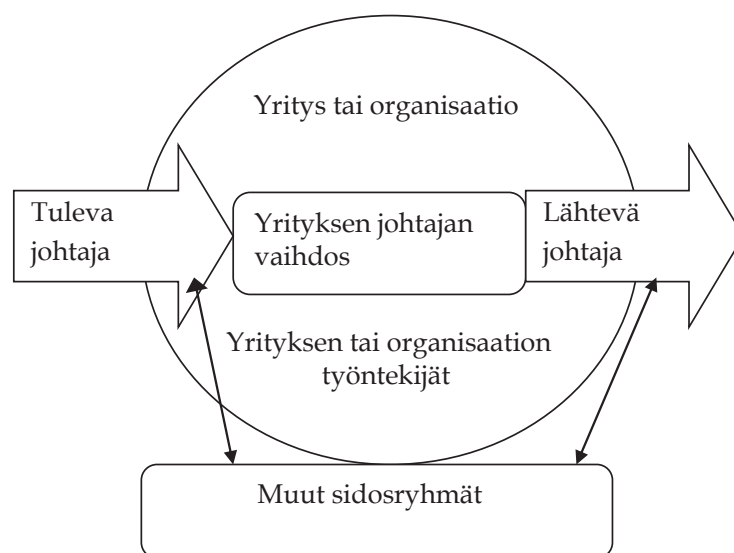 Yritys tai organisaatio
Tuleva
johtaja
Yrityksen johtajan
vaihdos
Lähtevä
johtaja
Yrityksen tai organisaation
työntekijät
Muut sidosryhmät